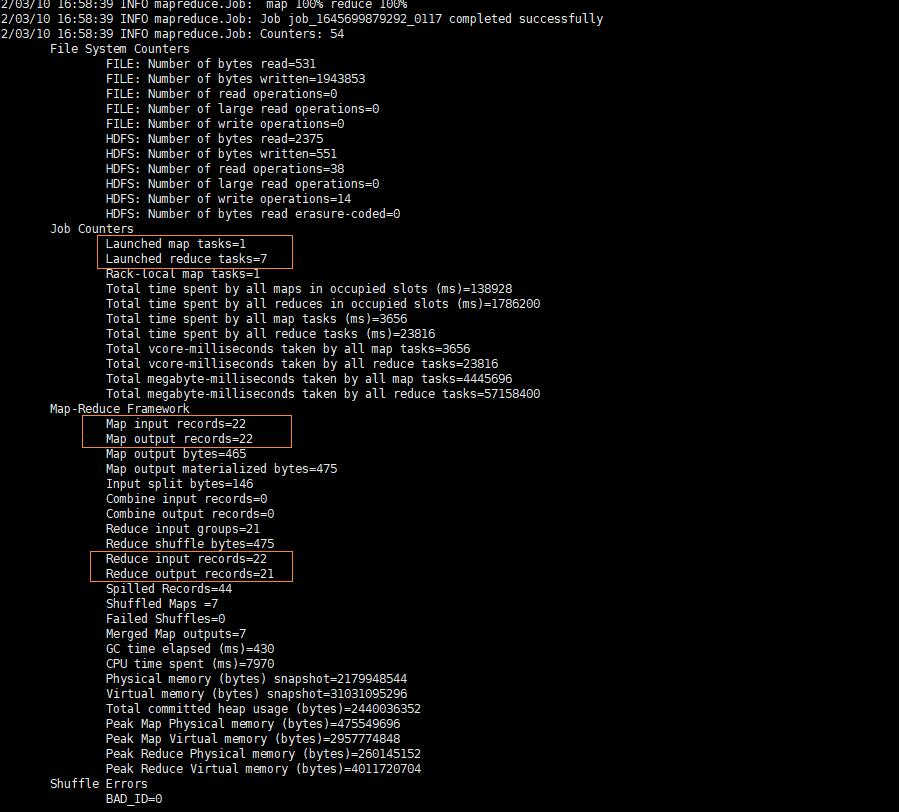 2/03/10 16:58:39 INFO mapreduce.Job:  map 100% reduce 100%
2/03/10 16:58:39 INFO mapreduce.Job: Job job_1645699879292_0117 completed successfully
2/03/10 16:58:39 INFO mapreduce.Job: Counters: 54
File System Counters
FILE: Number of bytes read=531
FILE: Number of bytes written=1943853
FILE: Number of read operations=0
FILE: Number of large read operations=0
FILE: Number of write operations=0
HDFS: Number of bytes read=2375
HDFS: Number of bytes written=551
HDFS: Number of read operations=38
HDFS: Number of large read operations=0
HDFS: Number of write operations=14
HDFS: Number of bytes read erasure-coded=0
Job Counters
Launched map tasks=1
Launched reduce tasks=7
Rack-local map tasks=1
Total time spent by all maps in occupied slots (ms)=138928
Total time spent by all reduces in occupied slots (ms)=1786200
Total time spent by all map tasks (ms)=3656
Total time spent by all reduce tasks (ms)=23816
Total vcore-milliseconds taken by all map tasks=3656
Total vcore-milliseconds taken by all reduce tasks=23816
Total megabyte-milliseconds taken by all map tasks=4445696
Total megabyte-milliseconds taken by all reduce tasks=57158400
Map-Reduce Framework
Map input records=22
Map output records=22
Map output bytes=465
Map output materialized bytes=475
Input split bytes=146
Combine input records=0
Combine output records=0
Reduce input groups=21
Reduce shuffle bytes=475
Reduce input records=22
Reduce output records=21
Spilled Records=44
Shuffled Maps =7
Failed Shuffles=0
Merged Map outputs=7
GC time elapsed (ms)=430
CPU time spent (ms)=7970
Physical memory (bytes) snapshot=2179948544
Virtual memory (bytes) snapshot=31031095296
Total committed heap usage (bytes)=2440036352
Peak Map Physical memory (bytes)=475549696
Peak Map Virtual memory (bytes)=2957774848
Peak Reduce Physical memory (bytes)=260145152
Peak Reduce Virtual memory (bytes)=4011720704
Shuffle Errors
BAD_ID=0